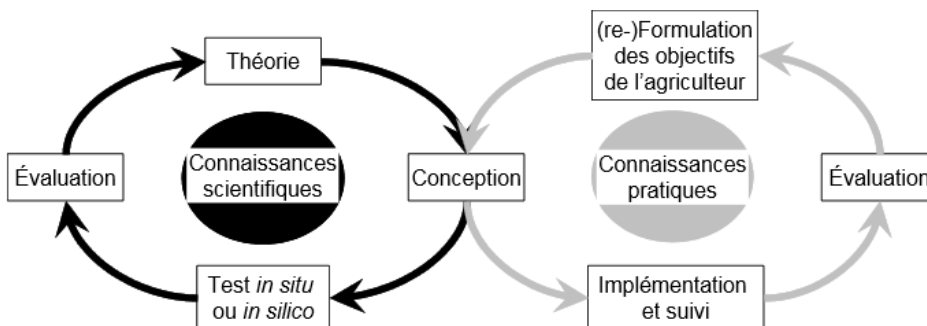 Théorie
(re-)Formulation
des objectifs
de l'agriculteur
Évaluation
Connaissances
scientifiques
Conception
Connaissances
pratiques
Évaluation
Test in situ
ou in silico
Implémentation
et suivi